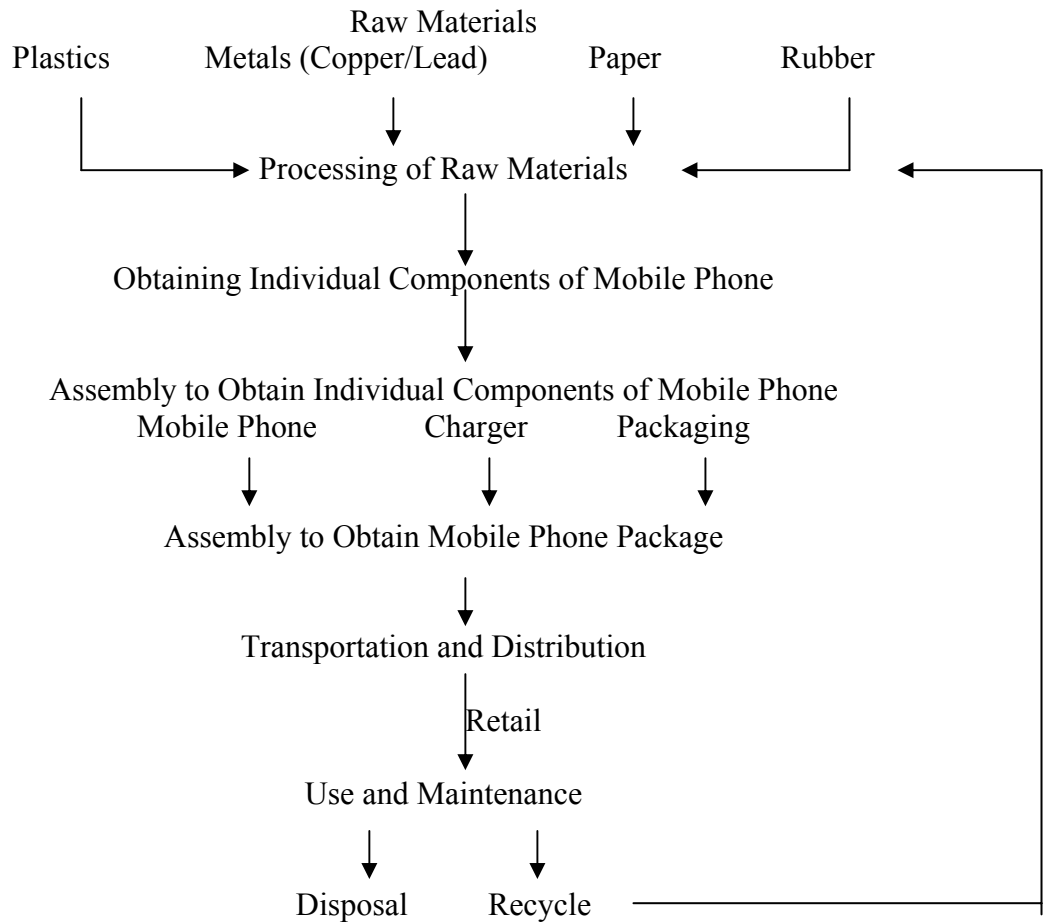 Raw Materials
Plastics Metals (Copper/Lead) Paper Rubber
Processing of Raw Materials
Obtaining Individual Components of Mobile Phone
Assembly to Obtain Individual Components of Mobile Phone
Mobile Phone Charger Packaging
Assembly to Obtain Mobile Phone Package
Transportation and Distribution
Retail
Use and Maintenance
Disposal Recycle